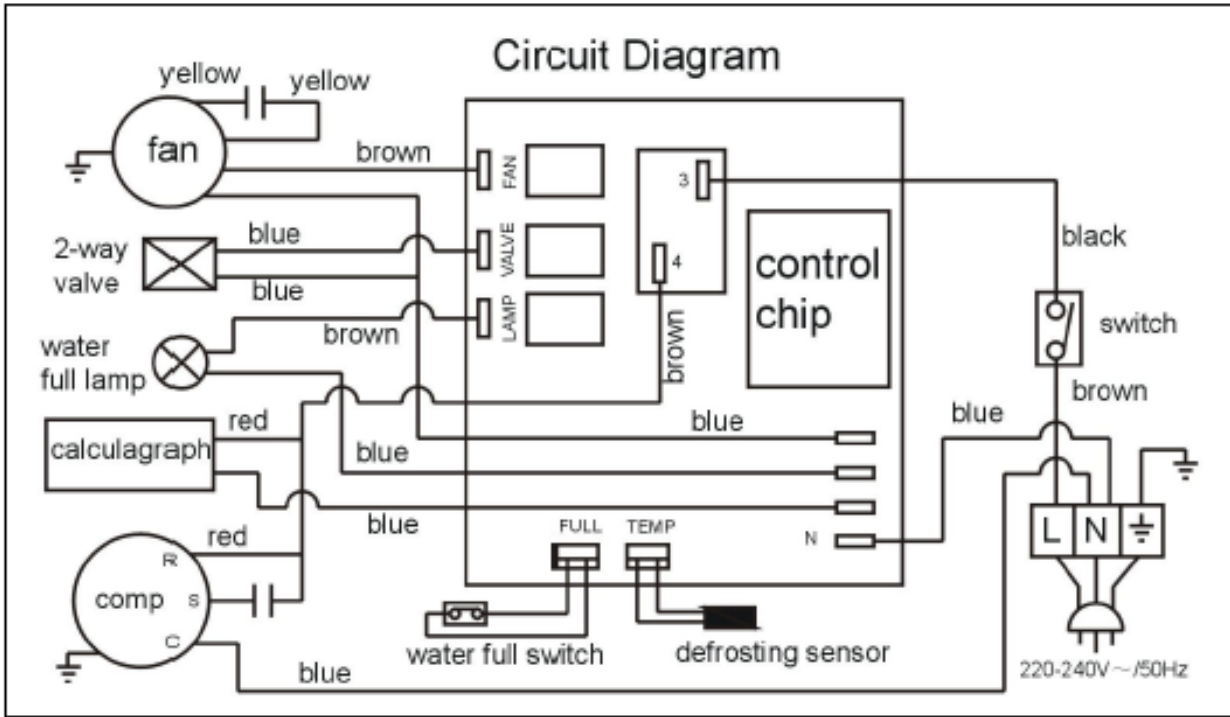 Circuit Diagram
yellow
yellow
fan
brown
FAN
3
black
2-way
valve
blue
blue
VALVE
4
control
chip
switch
water
full lamp
brown
LAMP
brown
brown
calculagraph
red
blue
blue
blue
blue
FULL
TEMP
N
L
N
comp
R
S
C
red
water full switch
defrosting sensor
blue
220-240V～/50Hz